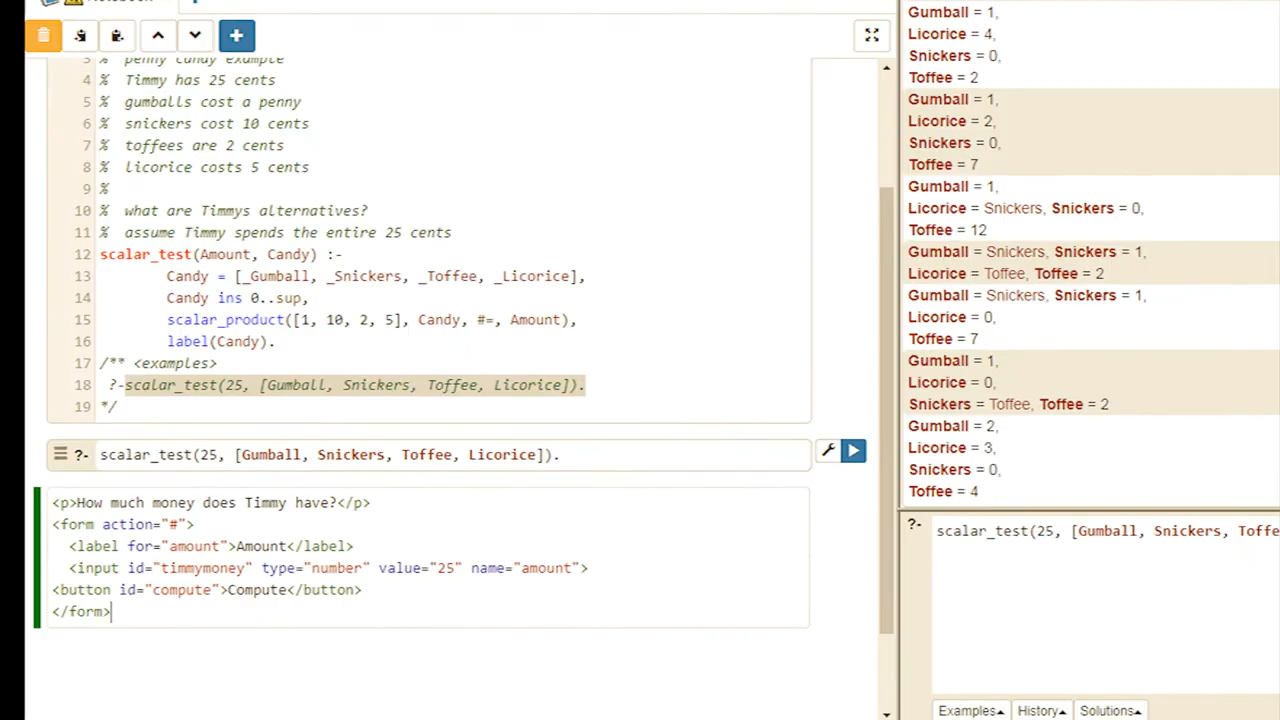 Notebook
3 % penny candy example
4 % Timmy has 25 cents
5 % gumballs cost a penny
6 % snickers cost 10 cents
7 % toffees are 2 cents
8 % licorice costs 5 cents
9 %
10 % what are Timmys alternatives?
11 % assume Timmy spends the entire 25 cents
12 scalar_test(Amount, Candy) :-
13 Candy = [_Gumball, _Snickers, _Toffee, _Licorice],
14 Candy ins 0..sup,
15 scalar_product([1, 10, 2, 5], Candy, #=, Amount),
16 label(Candy).
17 /** <examples>
18 ?-scalar_test(25, [Gumball, Snickers, Toffee, Licorice]).
19 */
?- scalar_test(25, [Gumball, Snickers, Toffee, Licorice]).
<p>How much money does Timmy have?</p>
<form action="#">
<label for="amount">Amount</label>
<input id="timmymoney" type="number" value="25" name="amount">
<button id="compute">Compute</button>
</form>
Gumball = 1,
Licorice = 4,
Snickers = 0,
Toffee = 2
Gumball = 1,
Licorice = 2,
Snickers = 0,
Toffee = 7
Gumball = 1,
Licorice = Snickers, Snickers = 0,
Toffee = 12
Gumball = Snickers, Snickers = 1,
Licorice = Toffee, Toffee = 2
Gumball = Snickers, Snickers = 1,
Licorice = 0,
Toffee = 7
Gumball = 1,
Licorice = 0,
Snickers = Toffee, Toffee = 2
Gumball = 2,
Licorice = 3,
Snickers = 0,
Toffee = 4
?- scalar_test(25, [Gumball, Snickers, Toffe
Examples History Solutions